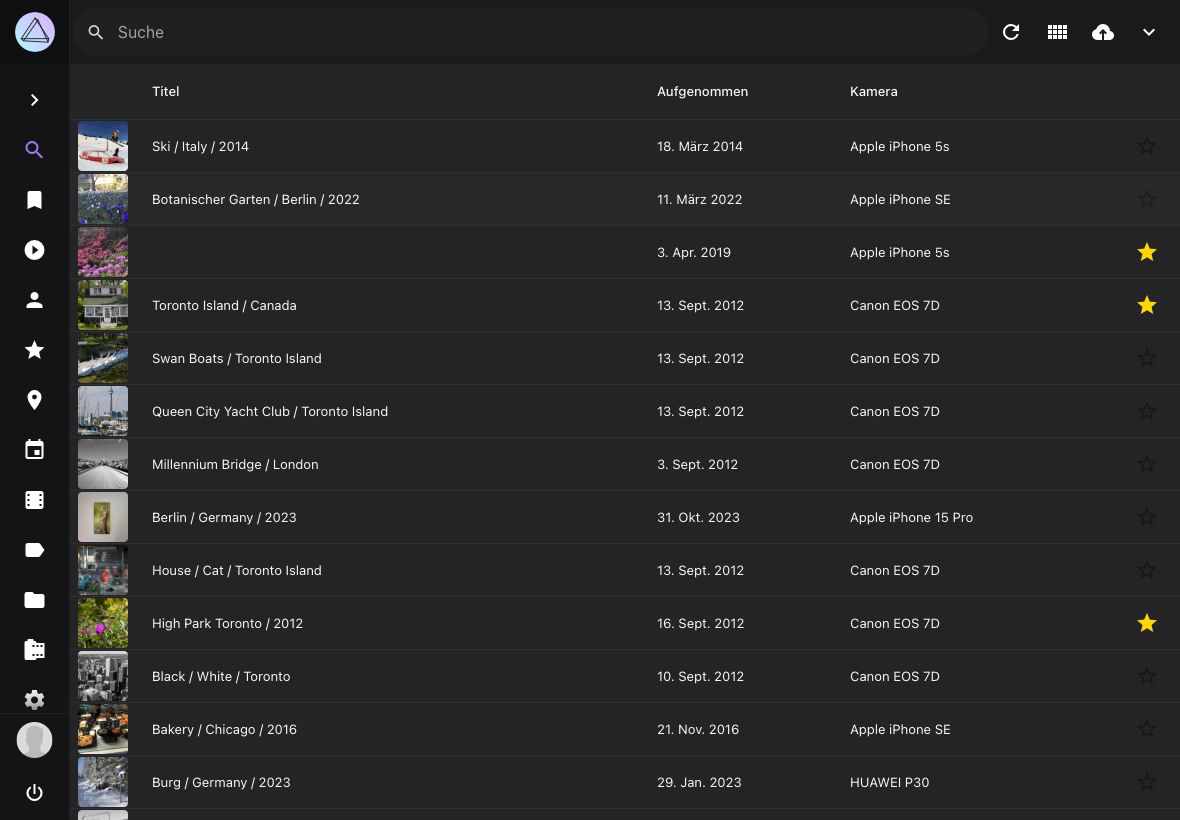 Suche
Titel Aufgenommen Kamera
Ski / Italy / 2014 18. März 2014 Apple iPhone 5s
Botanischer Garten / Berlin / 2022 11. März 2022 Apple iPhone SE
3. Apr. 2019 Apple iPhone 5s
Toronto Island / Canada 13. Sept. 2012 Canon EOS 7D
Swan Boats / Toronto Island 13. Sept. 2012 Canon EOS 7D
Queen City Yacht Club / Toronto Island 13. Sept. 2012 Canon EOS 7D
Millennium Bridge / London 3. Sept. 2012 Canon EOS 7D
Berlin / Germany / 2023 31. Okt. 2023 Apple iPhone 15 Pro
House / Cat / Toronto Island 13. Sept. 2012 Canon EOS 7D
High Park Toronto / 2012 16. Sept. 2012 Canon EOS 7D
Black / White / Toronto 10. Sept. 2012 Canon EOS 7D
Bakery / Chicago / 2016 21. Nov. 2016 Apple iPhone SE
Burg / Germany / 2023 29. Jan. 2023 HUAWEI P30